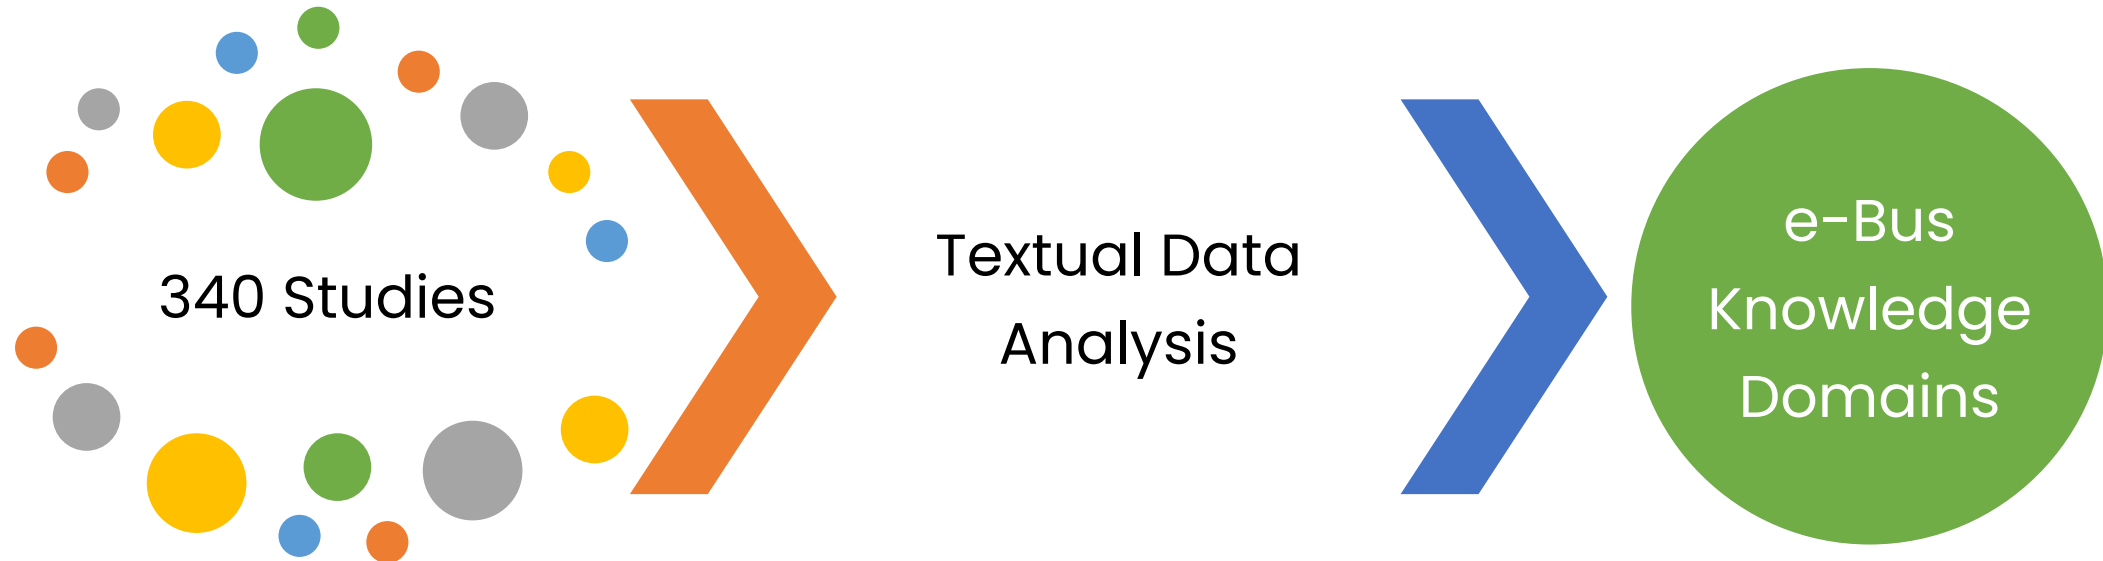 340 Studies
Textual Data
Analysis
e-Bus
Knowledge
Domains